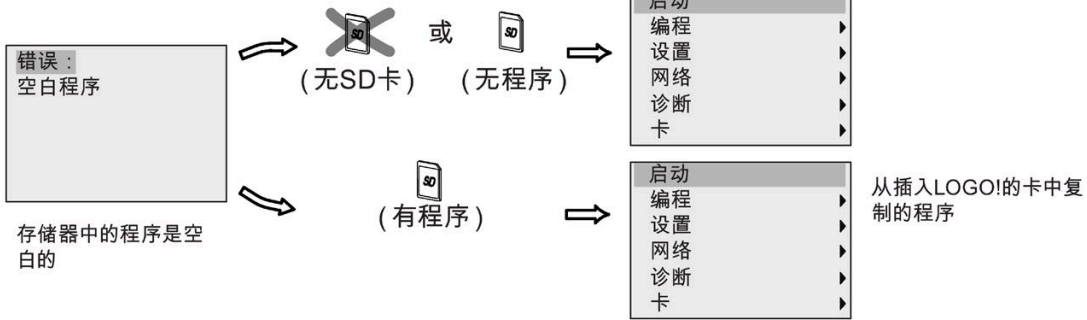 错误：
空白程序
存储器中的程序是空
白的
SD
或
SD
(无SD卡)
(无程序)
启动
编程
设置
网络
诊断
卡
SD
(有程序)
启动
编程
设置
网络
诊断
卡
从插入LOGO!的卡中复
制的程序